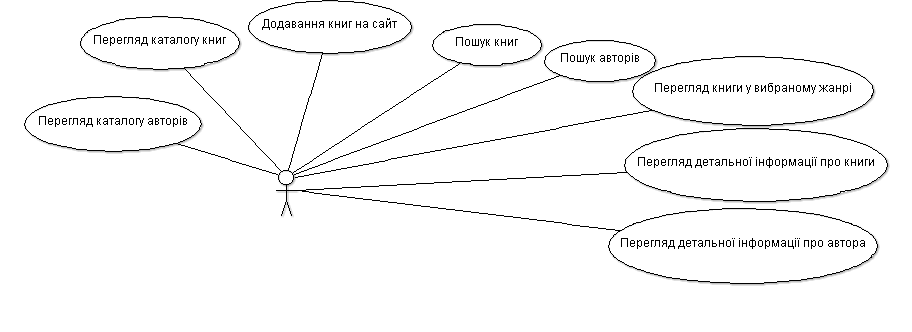 Додавання книг на сайт
Перегляд каталогу книг
Пошук книг
Пошук авторів
Перегляд книги у вибраному жанрі
Перегляд каталогу авторів
Перегляд детальної інформації про книги
Перегляд детальної інформації про автора